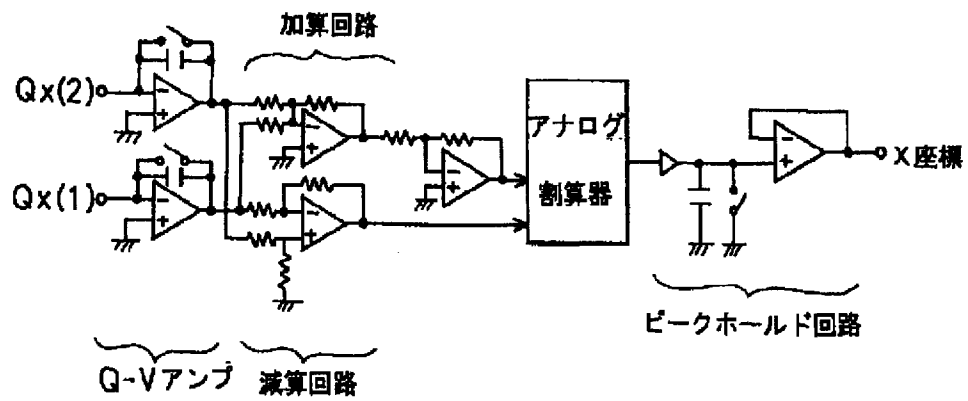 加算回路
Qx(2)
Qx(1)
アナログ
割算器
X座標
ピークホールド回路
Q-Vアンプ
減算回路